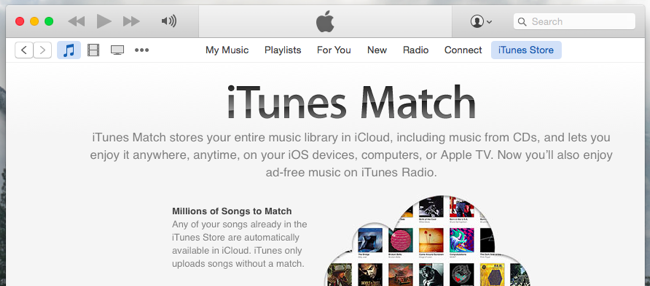 Search
My Music Playlists For You New Radio Connect iTunes Store
iTunes Match
iTunes Match stores your entire music library in iCloud, including music from CDs, and lets you
enjoy it anywhere, anytime, on your iOS devices, computers, or Apple TV. Now you’ll also enjoy
ad-free music on iTunes Radio.
Millions of Songs to Match
Any of your songs already in the
iTunes Store are automatically
available in iCloud. iTunes only
uploads songs without a match.